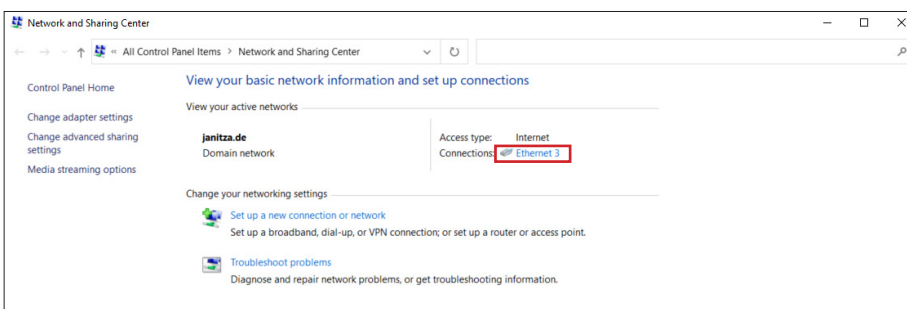 Network and Sharing Center
« All Control Panel Items > Network and Sharing Center
Control Panel Home
Change adapter settings
Change advanced sharing
settings
Media streaming options
View your basic network information and set up connections
View your active networks
janitza.de
Domain network
Access type: Internet
Connections: Ethernet 3
Change your networking settings
Set up a new connection or network
Set up a broadband, dial-up, or VPN connection; or set up a router or access point.
Troubleshoot problems
Diagnose and repair network problems, or get troubleshooting information.